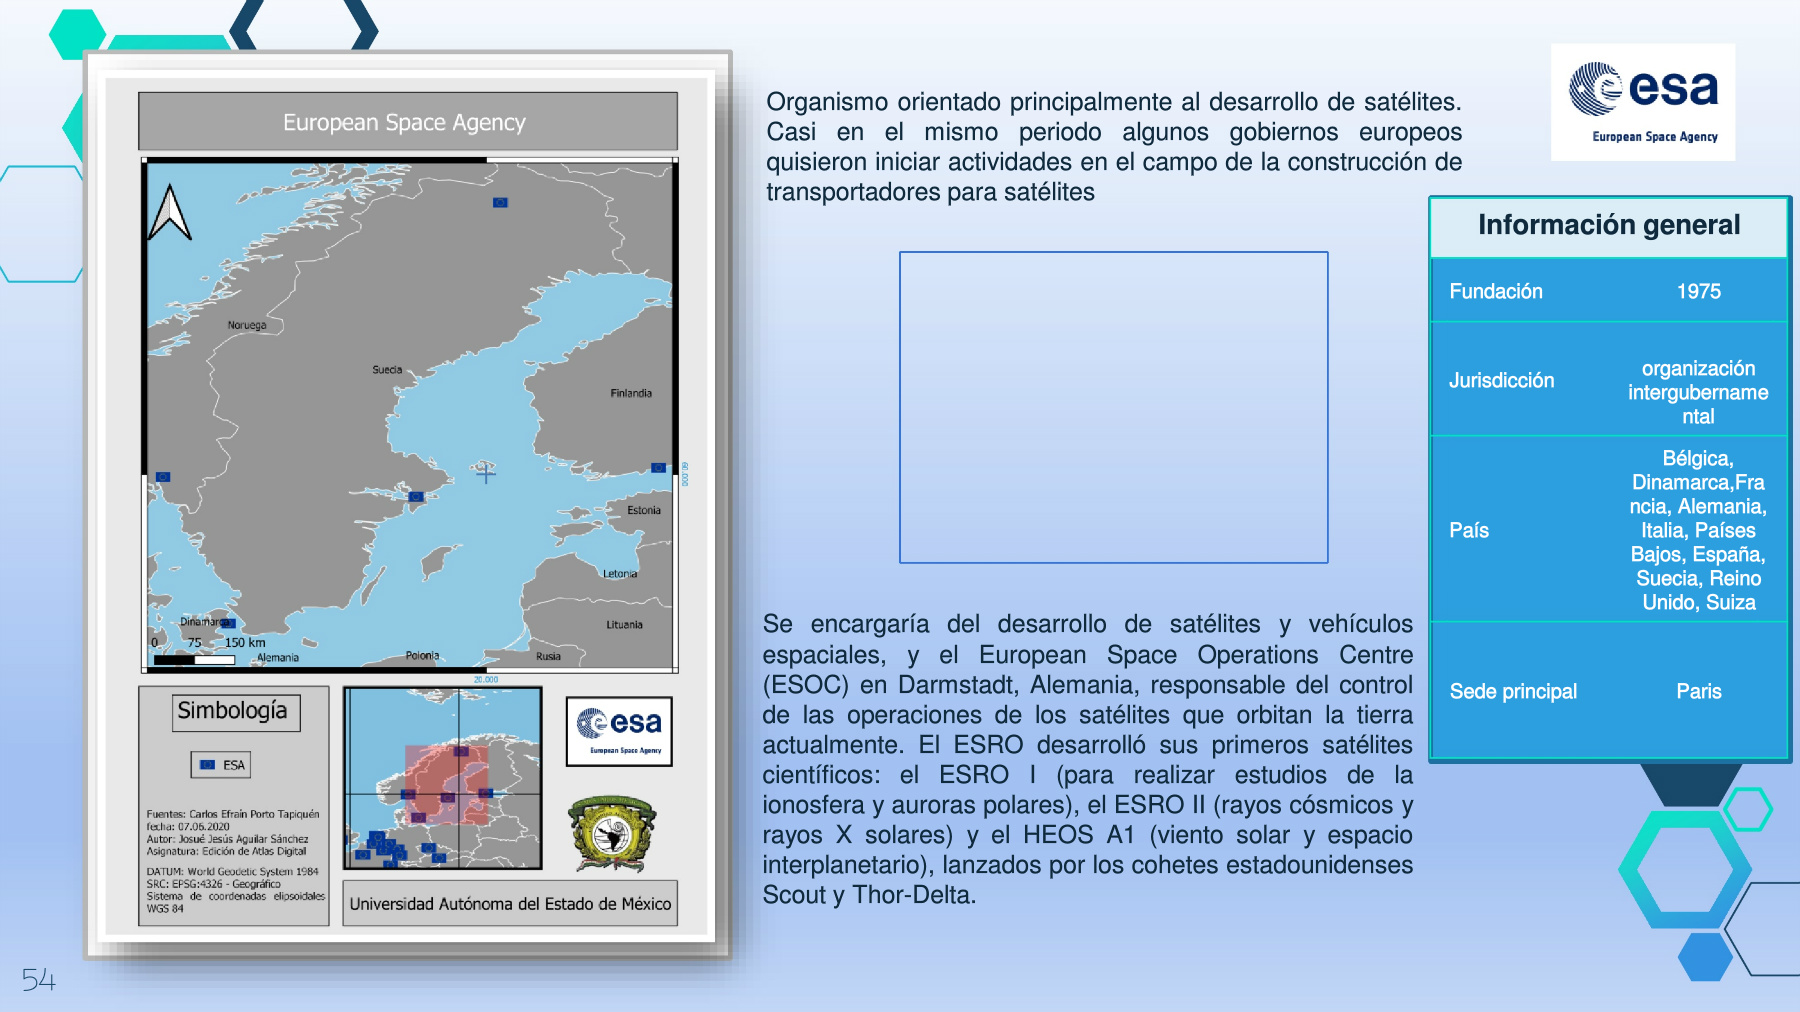 European Space Agency
Noruega
Suecia
Finlandia
60.000
Estonia
Letonia
Dinamarca
Lituania
0 75 150 km
Alemania
Polonia
Rusia
20.000
Simbología
ESA
Fuentes: Carlos Efraín Porto Tapiquén
fecha: 07.06.2020
Autor: Josué Jesús Aguilar Sánchez
Asignatura: Edición de Atlas Digital
DATUM: World Geodetic System 1984
SRC: EPSG:4326 - Geográfico
Sistema de coordenadas elipsoidales
WGS 84
esa
European Space Agency
Universidad Autónoma del Estado de México
Organismo orientado principalmente al desarrollo de satélites.
Casi en el mismo periodo algunos gobiernos europeos
quisieron iniciar actividades en el campo de la construcción de
transportadores para satélites
Se encargaría del desarrollo de satélites y vehículos
espaciales, y el European Space Operations Centre
(ESOC) en Darmstadt, Alemania, responsable del control
de las operaciones de los satélites que orbitan la tierra
actualmente. El ESRO desarrolló sus primeros satélites
científicos: el ESRO I (para realizar estudios de la
ionosfera y auroras polares), el ESRO II (rayos cósmicos y
rayos X solares) y el HEOS A1 (viento solar y espacio
interplanetario), lanzados por los cohetes estadounidenses
Scout y Thor-Delta.
esa
European Space Agency
Información general
Fundación 1975
Jurisdicción organización
intergubername
ntal
País Bélgica,
Dinamarca,Fra
ncia, Alemania,
Italia, Países
Bajos, España,
Suecia, Reino
Unido, Suiza
Sede principal Paris
54